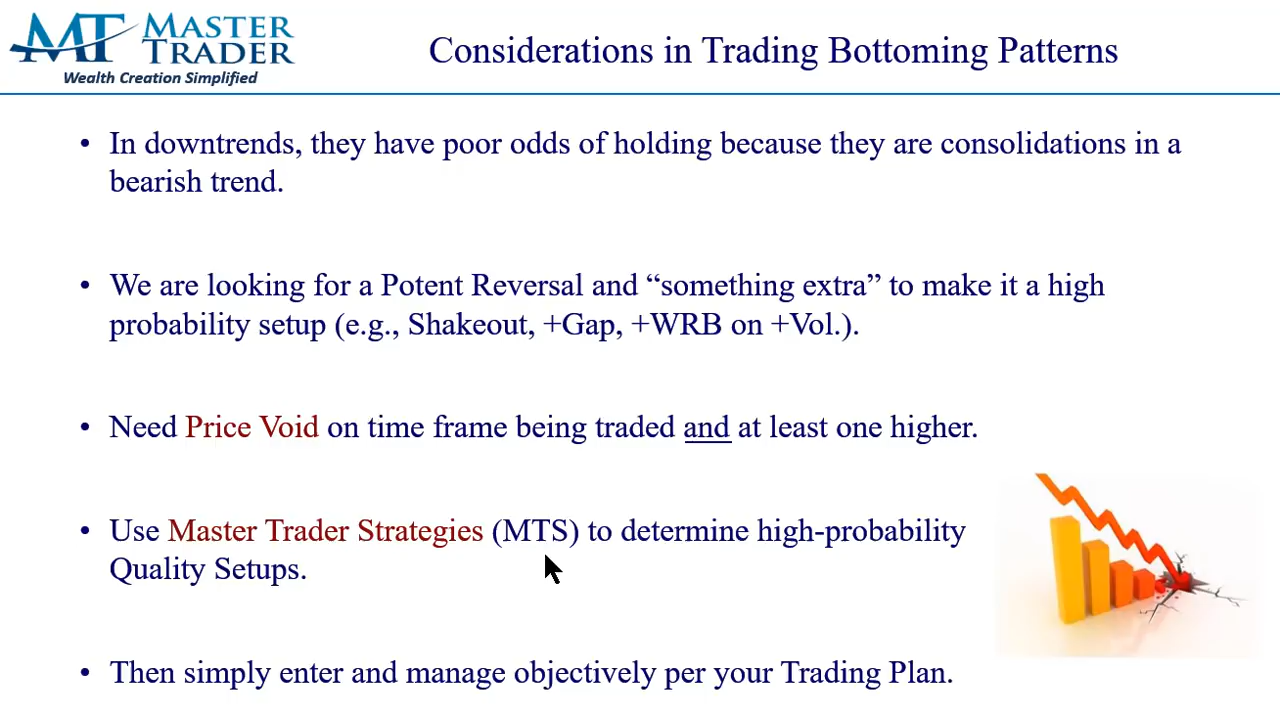 MT MASTER TRADER
Wealth Creation Simplified
Considerations in Trading Bottoming Patterns
• In downtrends, they have poor odds of holding because they are consolidations in a
bearish trend.
• We are looking for a Potent Reversal and “something extra” to make it a high
probability setup (e.g., Shakeout, +Gap, +WRB on +Vol.).
• Need Price Void on time frame being traded and at least one higher.
• Use Master Trader Strategies (MTS) to determine high-probability
Quality Setups.
• Then simply enter and manage objectively per your Trading Plan.